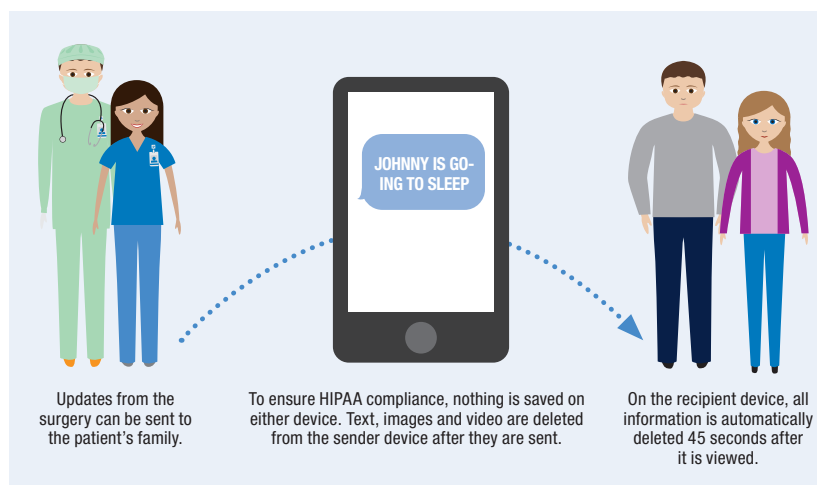 JOHNNY IS GO-
ING TO SLEEP
Updates from the
surgery can be sent to
the patient’s family.
To ensure HIPAA compliance, nothing is saved on
either device. Text, images and video are deleted
from the sender device after they are sent.
On the recipient device, all
information is automatically
deleted 45 seconds after
it is viewed.